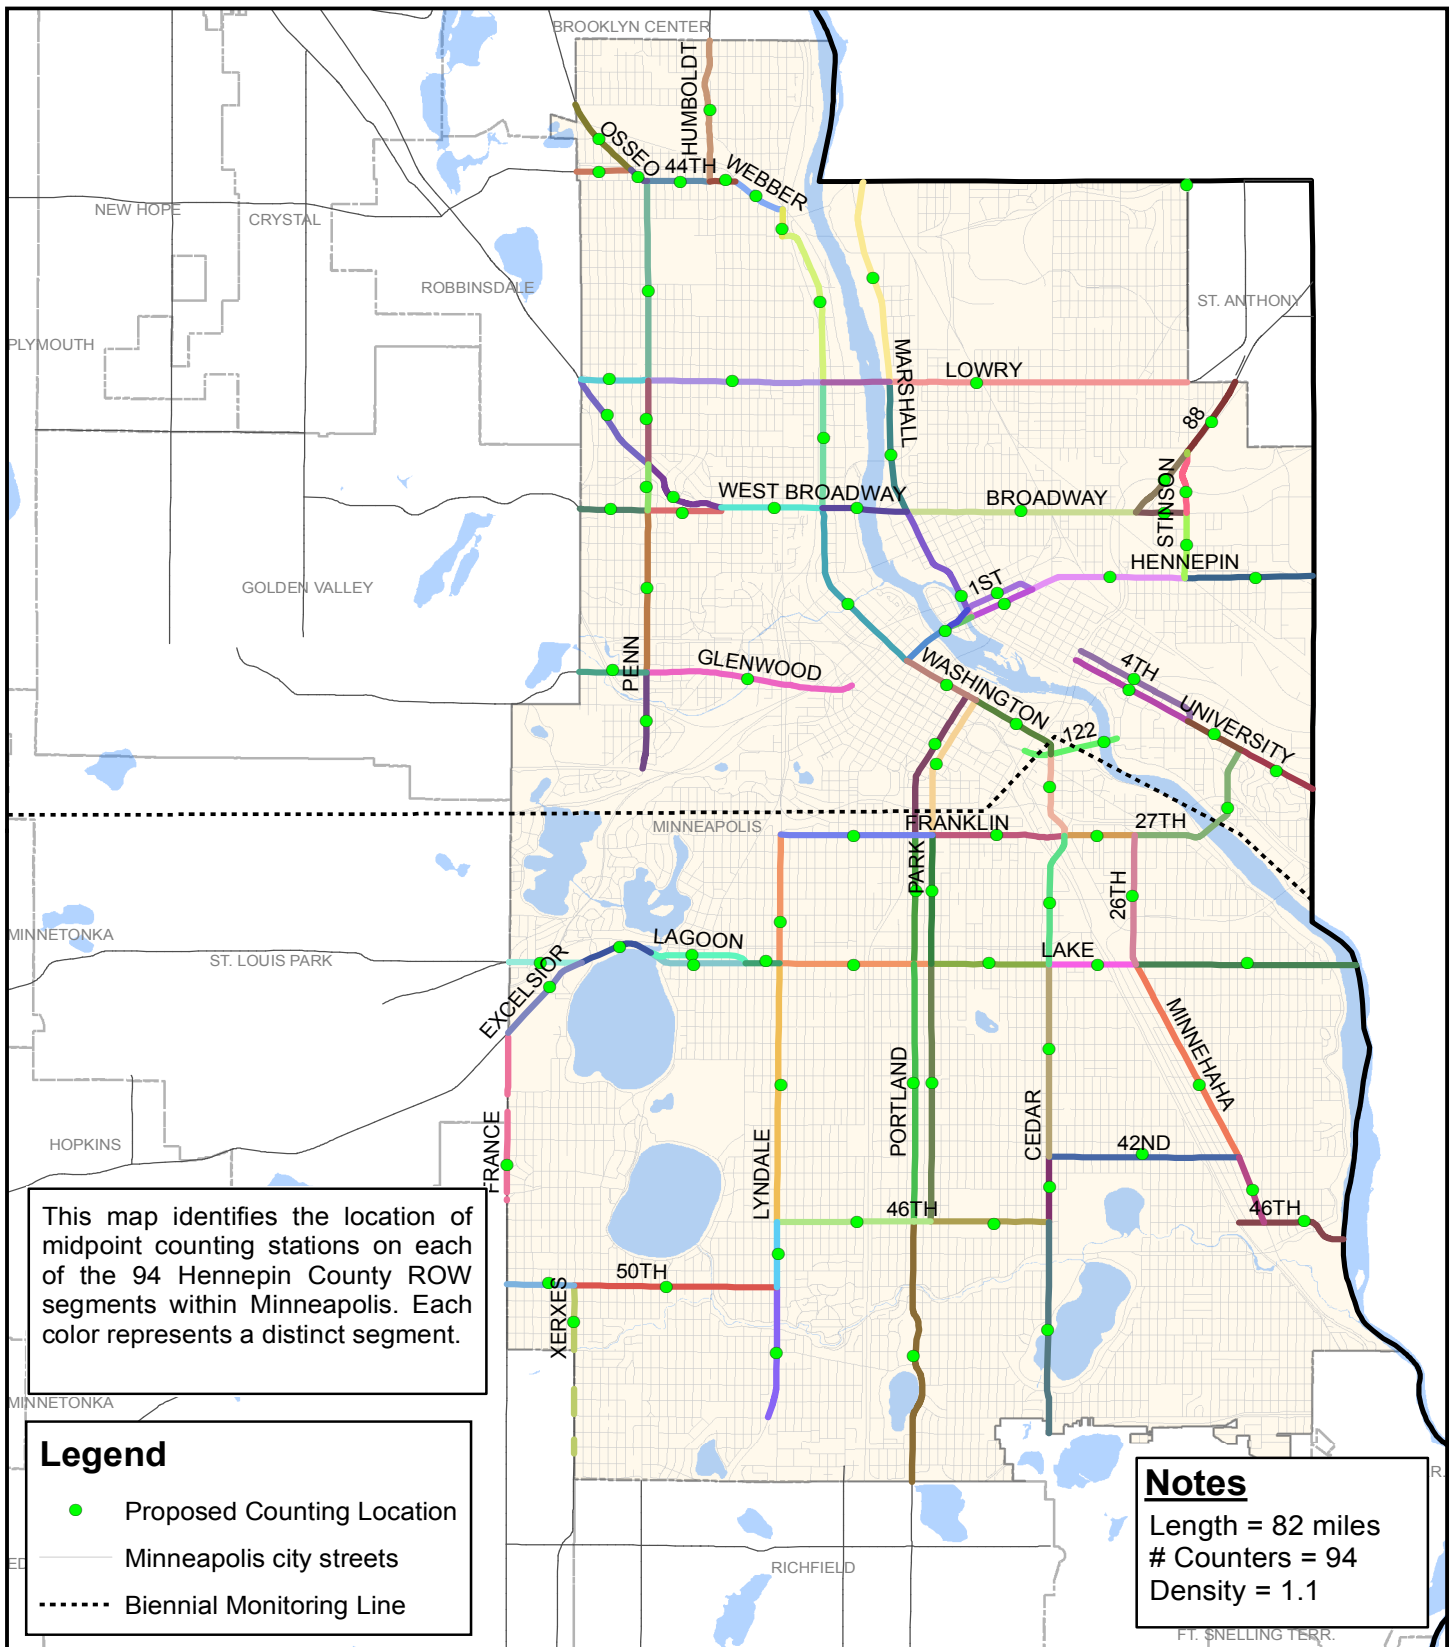 BROOKLYN CENTER
HUMBOLDT
OSSEO
44TH
WEBBER
NEW HOPE
CRYSTAL
ROBBINSDALE
ST. ANTHONY
PLYMOUTH
MARSHALL
LOWRY
88
WEST BROADWAY
BROADWAY
STINSON
HENNEPIN
1ST
GOLDEN VALLEY
PENN
GLENWOOD
WASHINGTON
4TH
UNIVERSITY
122
MINNEAPOLIS
FRANKLIN
27TH
PARK
26TH
MINNETONKA
ST. LOUIS PARK
LAGOON
LAKE
EXCELSIOR
MINNEHAHA
PORTLAND
CEDAR
HOPKINS
FRANCE
LYNDALE
42ND
46TH
46TH
50TH
XERXES
This map identifies the location of
midpoint counting stations on each
of the 94 Hennepin County ROW
segments within Minneapolis. Each
color represents a distinct segment.
MINNETONKA
Legend
Proposed Counting Location
Minneapolis city streets
Biennial Monitoring Line
ED
RICHFIELD
Notes
Length = 82 miles
# Counters = 94
Density = 1.1
R.
FT. SNELLING TERR.